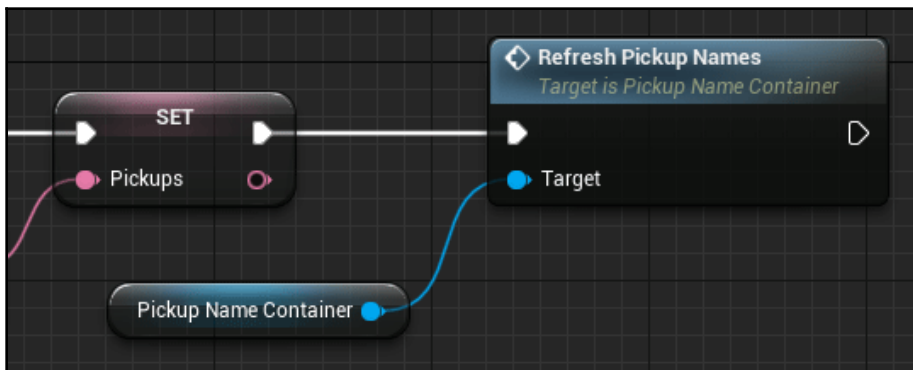 SET
Pickups
Refresh Pickup Names
Target is Pickup Name Container
Target
Pickup Name Container